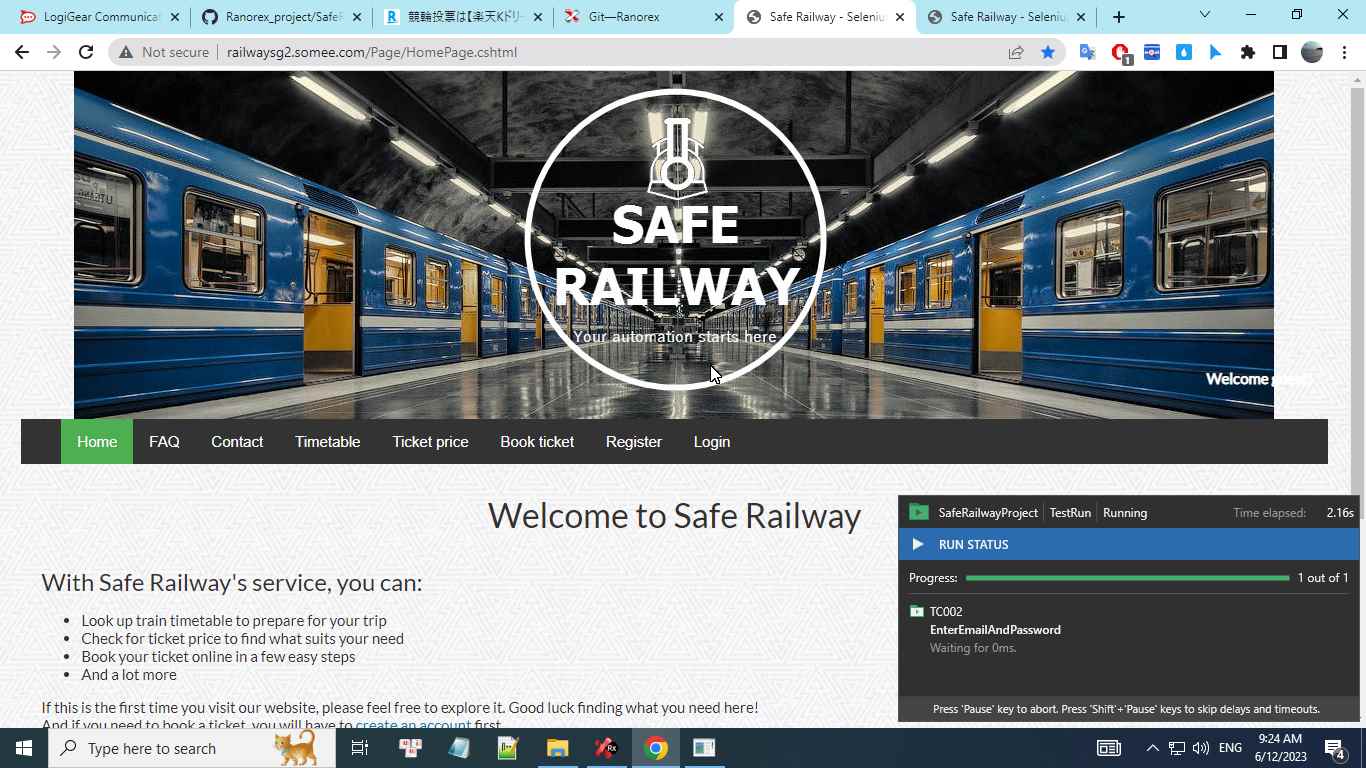 LogiGear Communicat
Ranorex_project/SafeR
競輪投票は【楽天Kドリー
Git—Ranorex
Safe Railway - Seleniu
Safe Railway - Seleniu
Not secure
railwaysg2.somee.com/Page/HomePage.cshtml
1
SAFE
RAILWAY
Your automation starts here
Welcome
Home
FAQ
Contact
Timetable
Ticket price
Book ticket
Register
Login
Welcome to Safe Railway
With Safe Railway's service, you can:
Look up train timetable to prepare for your trip
Check for ticket price to find what suits your need
Book your ticket online in a few easy steps
And a lot more
If this is the first time you visit our website, please feel free to explore it. Good luck finding what you need here!
And if you need to book a ticket, you will have to create an account first.
SafeRailwayProject
TestRun
Running
Time elapsed:
2.16s
RUN STATUS
Progress:
1 out of 1
TC002
EnterEmailAndPassword
Waiting for 0ms.
Press 'Pause' key to abort. Press 'Shift'+'Pause' keys to skip delays and timeouts.
Type here to search
ENG
9:24 AM
6/12/2023
4